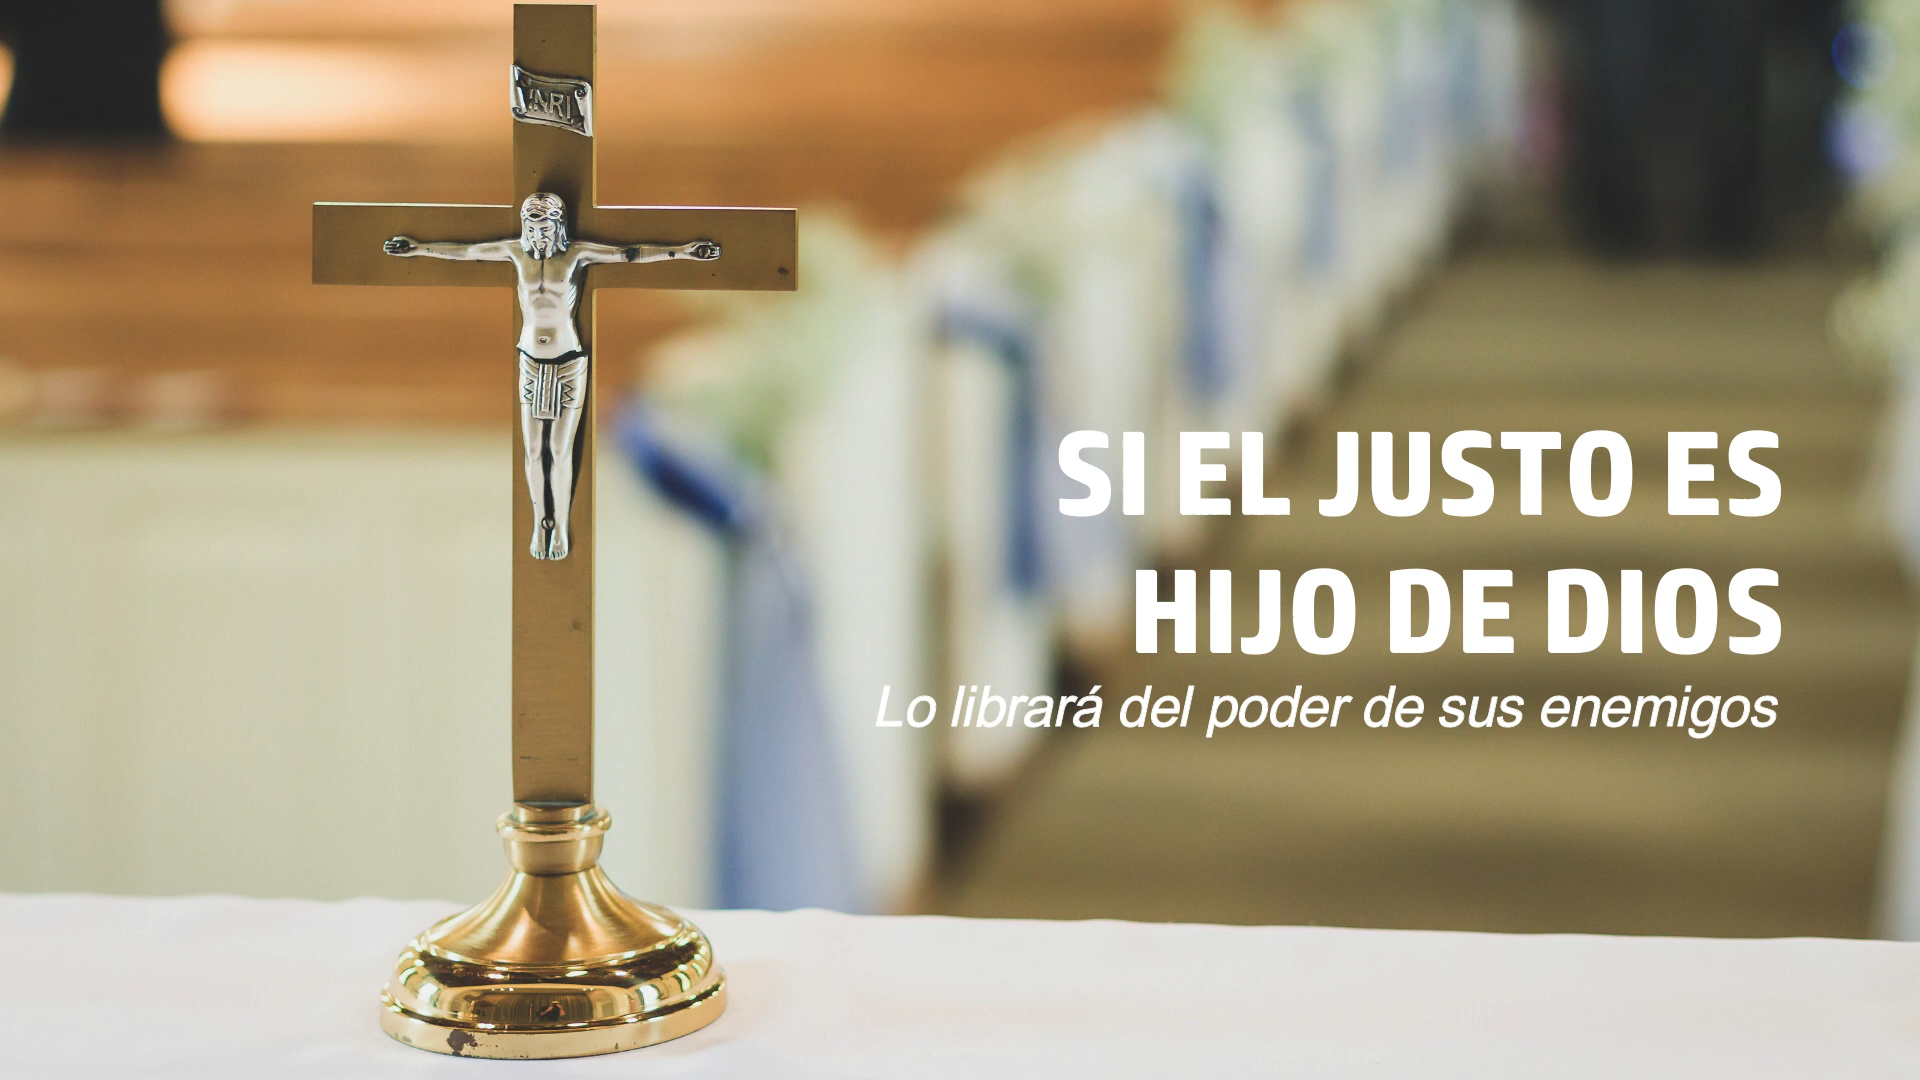 INRI
SI EL JUSTO ES
HIJO DE DIOS
Lo librará del poder de sus enemigos